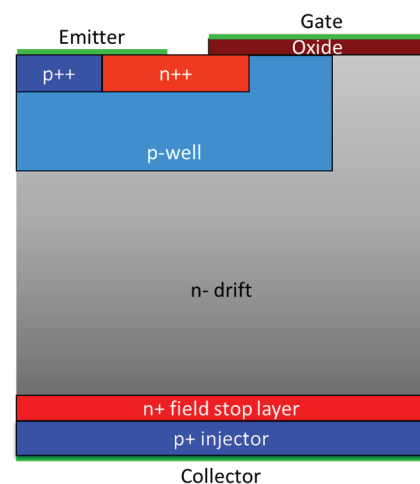 Gate
Emitter
Oxide
p++
n++
p-well
n- drift
n+ field stop layer
p+ injector
Collector